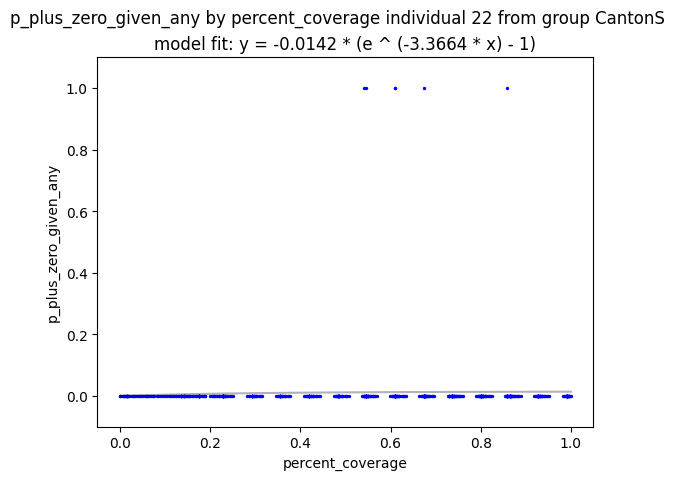 p_plus_zero_given_any by percent_coverage individual 22 from group CantonS
model fit: y = -0.0142 * (e ^ (-3.3664 * x) - 1)
p_plus_zero_given_any
1.0
0.8
0.6
0.4
0.2
0.0
0.0 0.2 0.4 0.6 0.8 1.0
percent_coverage